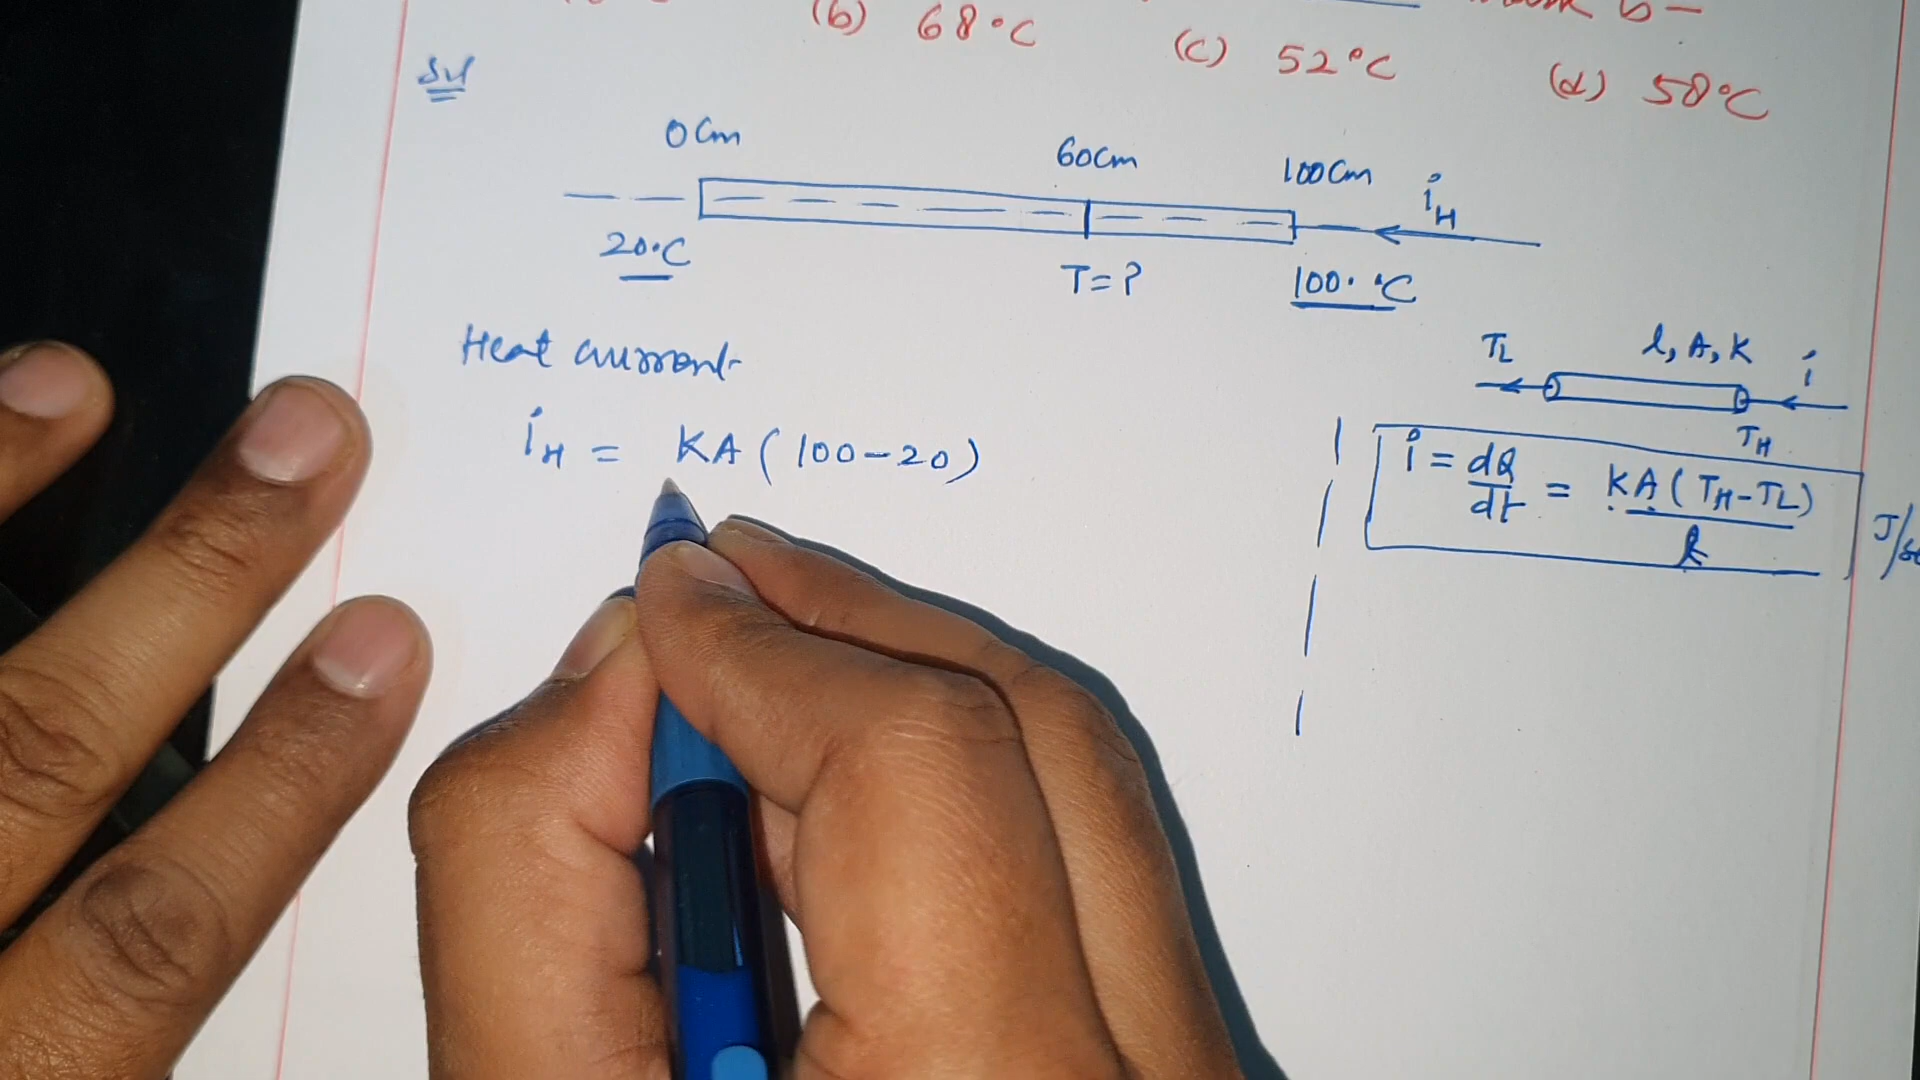 (b) 68°C (c) 52°C (d) 58°C
Sol
0cm 60cm 100cm i_H
20°C T=? 100°C
Heat current
i_H = KA(100-20)
T_L l, A, K i
T_H
i = dQ/dt = KA(T_H-T_L)/l